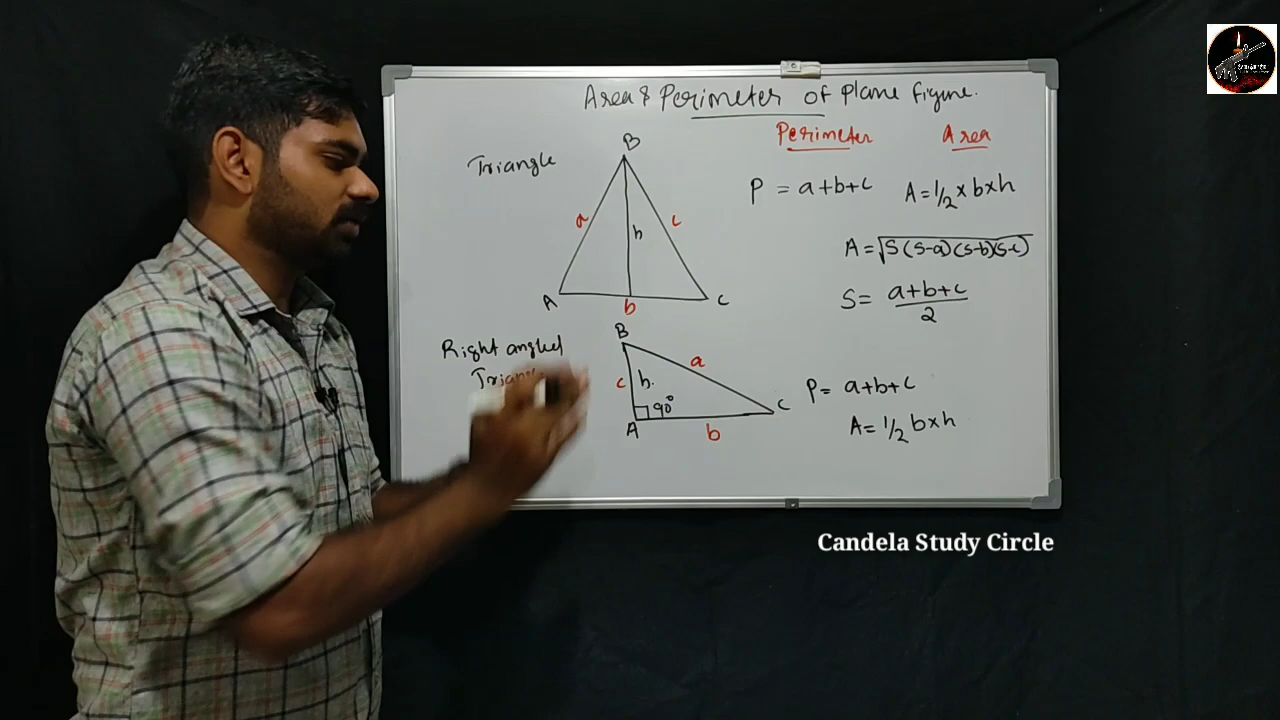 Area & Perimeter of plane figure.
Perimeter Area
Triangle
B
a
c
h
A
b
C
P = a+b+c
A = 1/2 × b × h
A = √S(S-a)(S-b)(S-c)
S = a+b+c
2
Right angled
Triangle
B
a
c
h.
90°
A
b
C
P = a+b+c
A = 1/2 b×h
Candela Study Circle